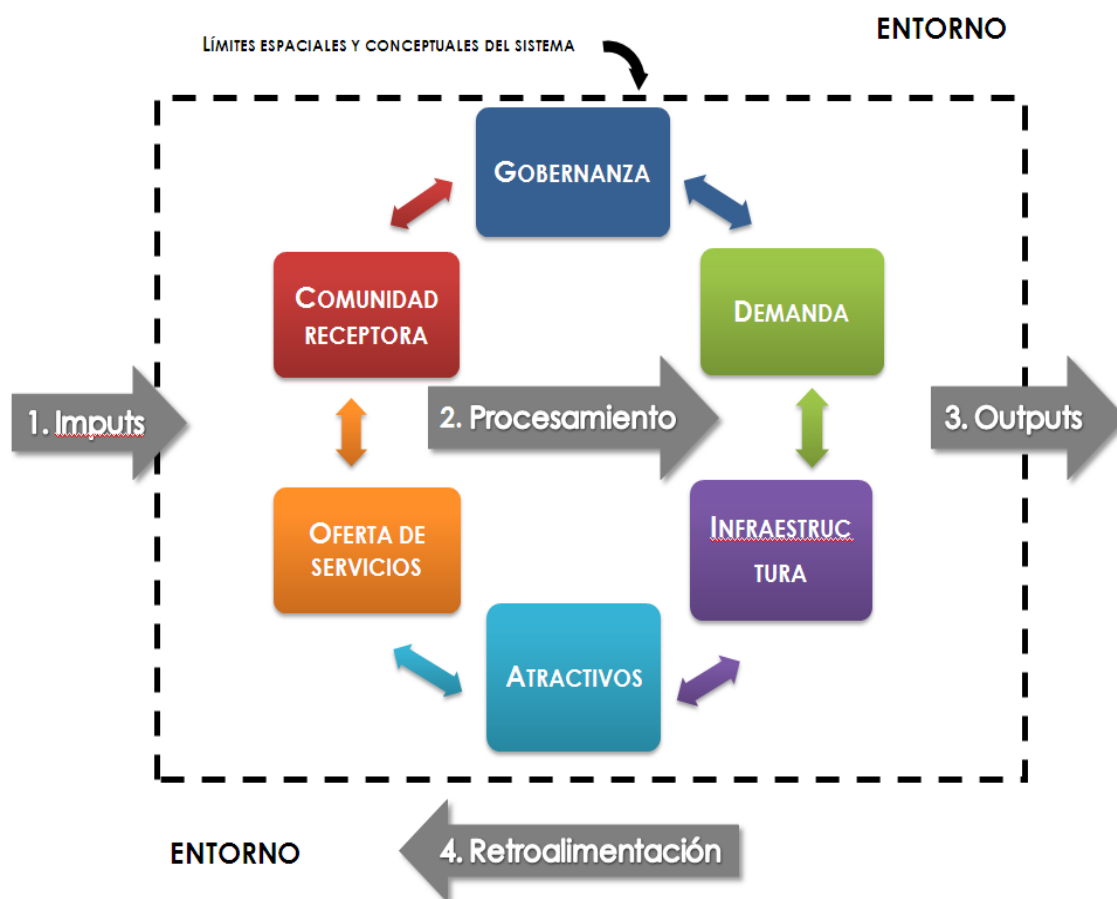 ENTORNO
LÍMITES ESPACIALES Y CONCEPTUALES DEL SISTEMA
GOBERNANZA
COMUNIDAD
RECEPTORA
DEMANDA
1. Imputs
2. Procesamiento
3. Outputs
OFERTA DE
SERVICIOS
INFRAESTRUC
TURA
ATRACTIVOS
ENTORNO
4. Retroalimentación